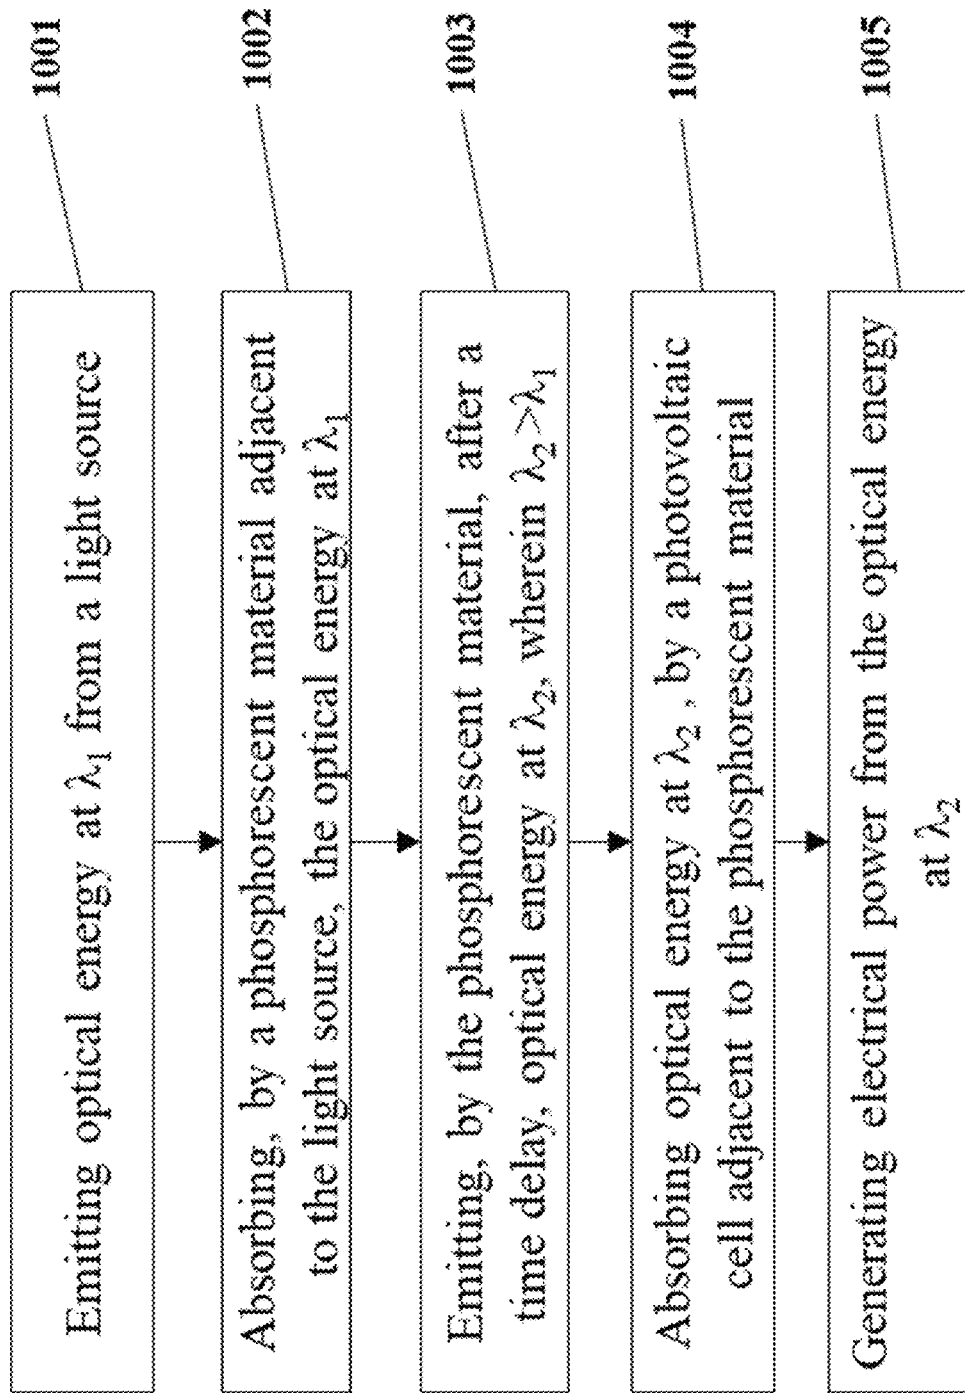 Emitting optical energy at λ₁ from a light source
1001
Absorbing, by a phosphorescent material adjacent
to the light source, the optical energy at λ₁
1002
Emitting, by the phosphorescent material, after a
time delay, optical energy at λ₂, wherein λ₂>λ₁
1003
Absorbing optical energy at λ₂ , by a photovoltaic
cell adjacent to the phosphorescent material
1004
Generating electrical power from the optical energy
at λ₂
1005